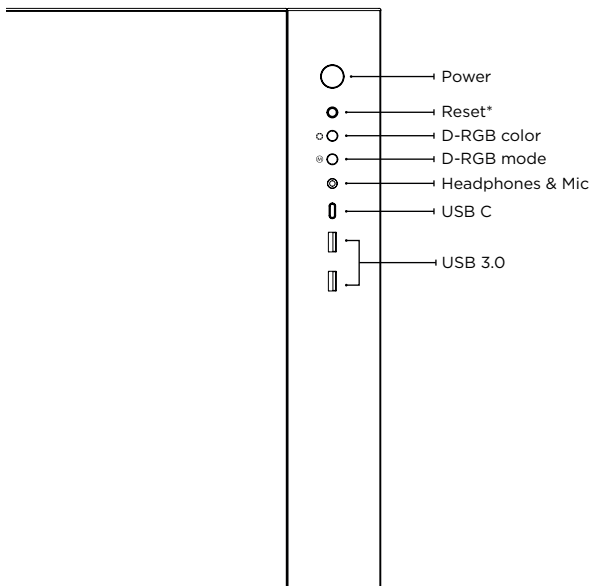 Power
Reset*
D-RGB color
D-RGB mode
Headphones & Mic
USB C
USB 3.0